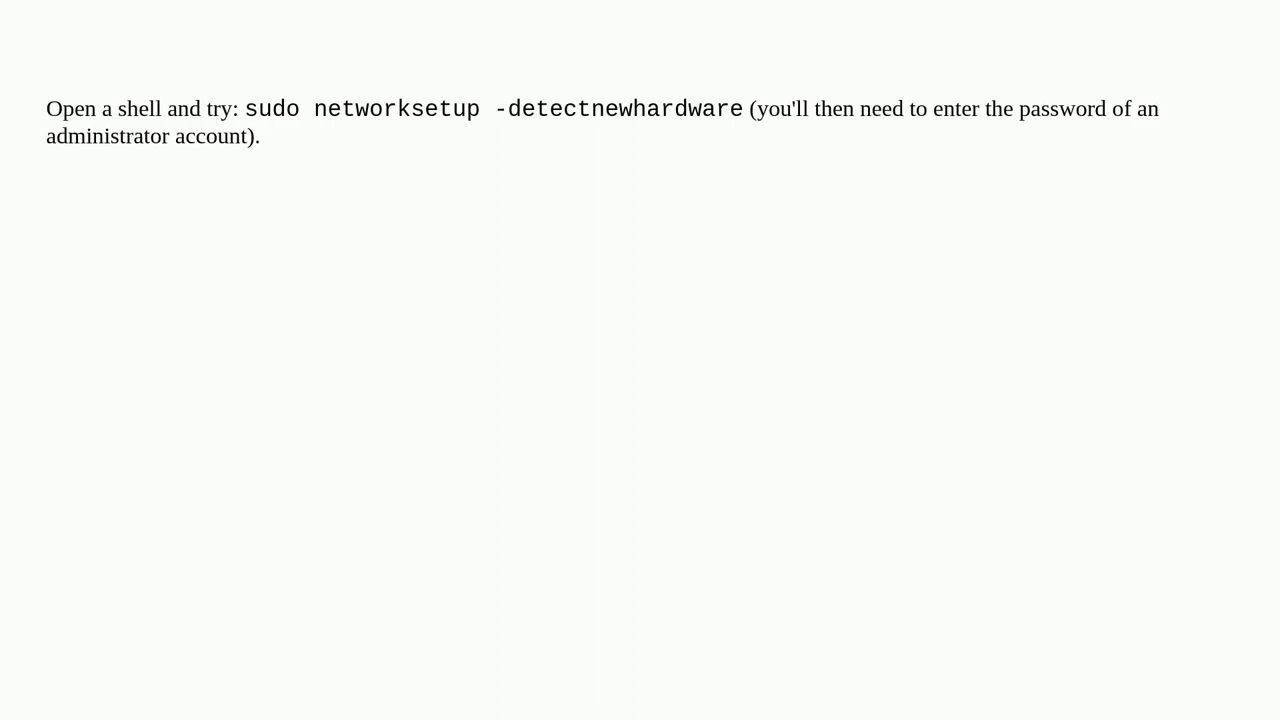 Open a shell and try: sudo networksetup -detectnewhardware (you'll then need to enter the password of an
administrator account).